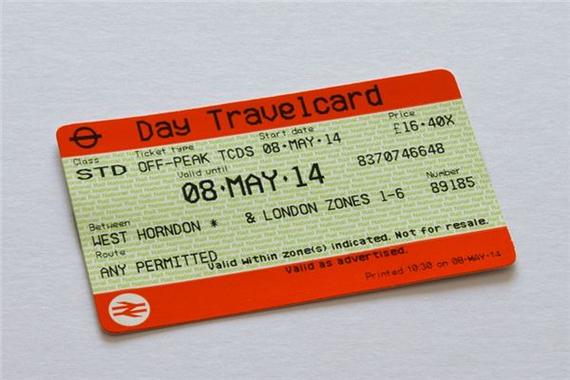 Day Travelcard
Class Ticket type Start date Price
STD OFF-PEAK TCDS 08·MAY·14 £16·40X
Valid until
08·MAY·14 8370746648
Between Number
WEST HORNDON * & LONDON ZONES 1-6 89185
Route
ANY PERMITTED Valid within zone(s) indicated. Not for resale.
Valid as advertised.
Printed 10:30 on 08-MAY-14